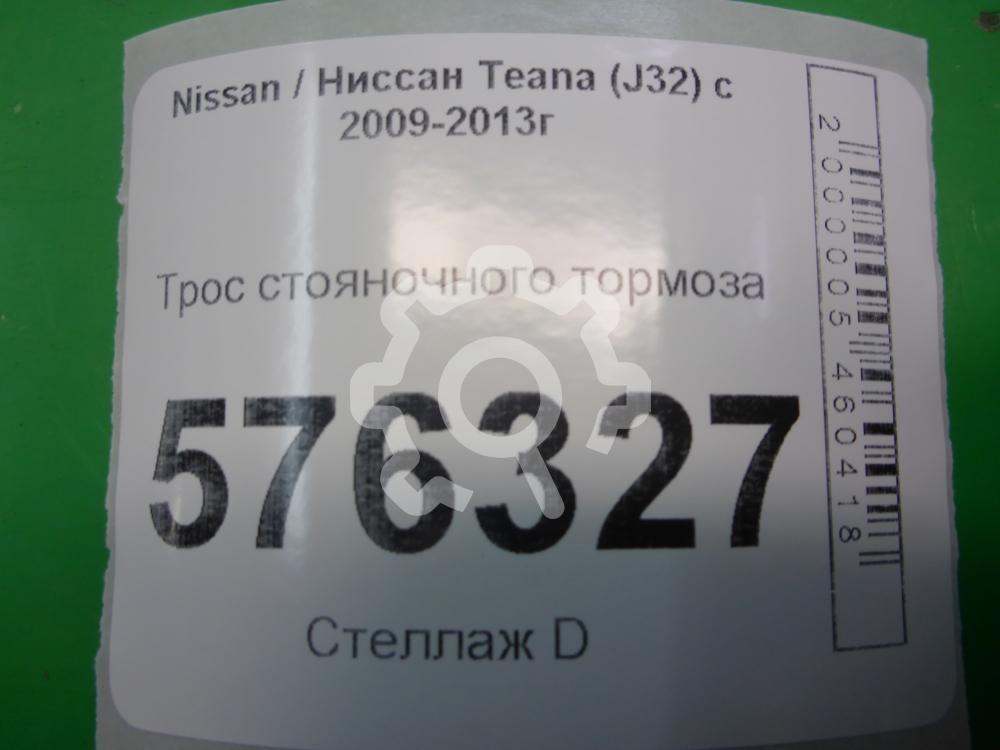 Nissan / Ниссан Teana (J32) с
2009-2013г
Трос стояночного тормоза
576327
Стеллаж D
2000005460418